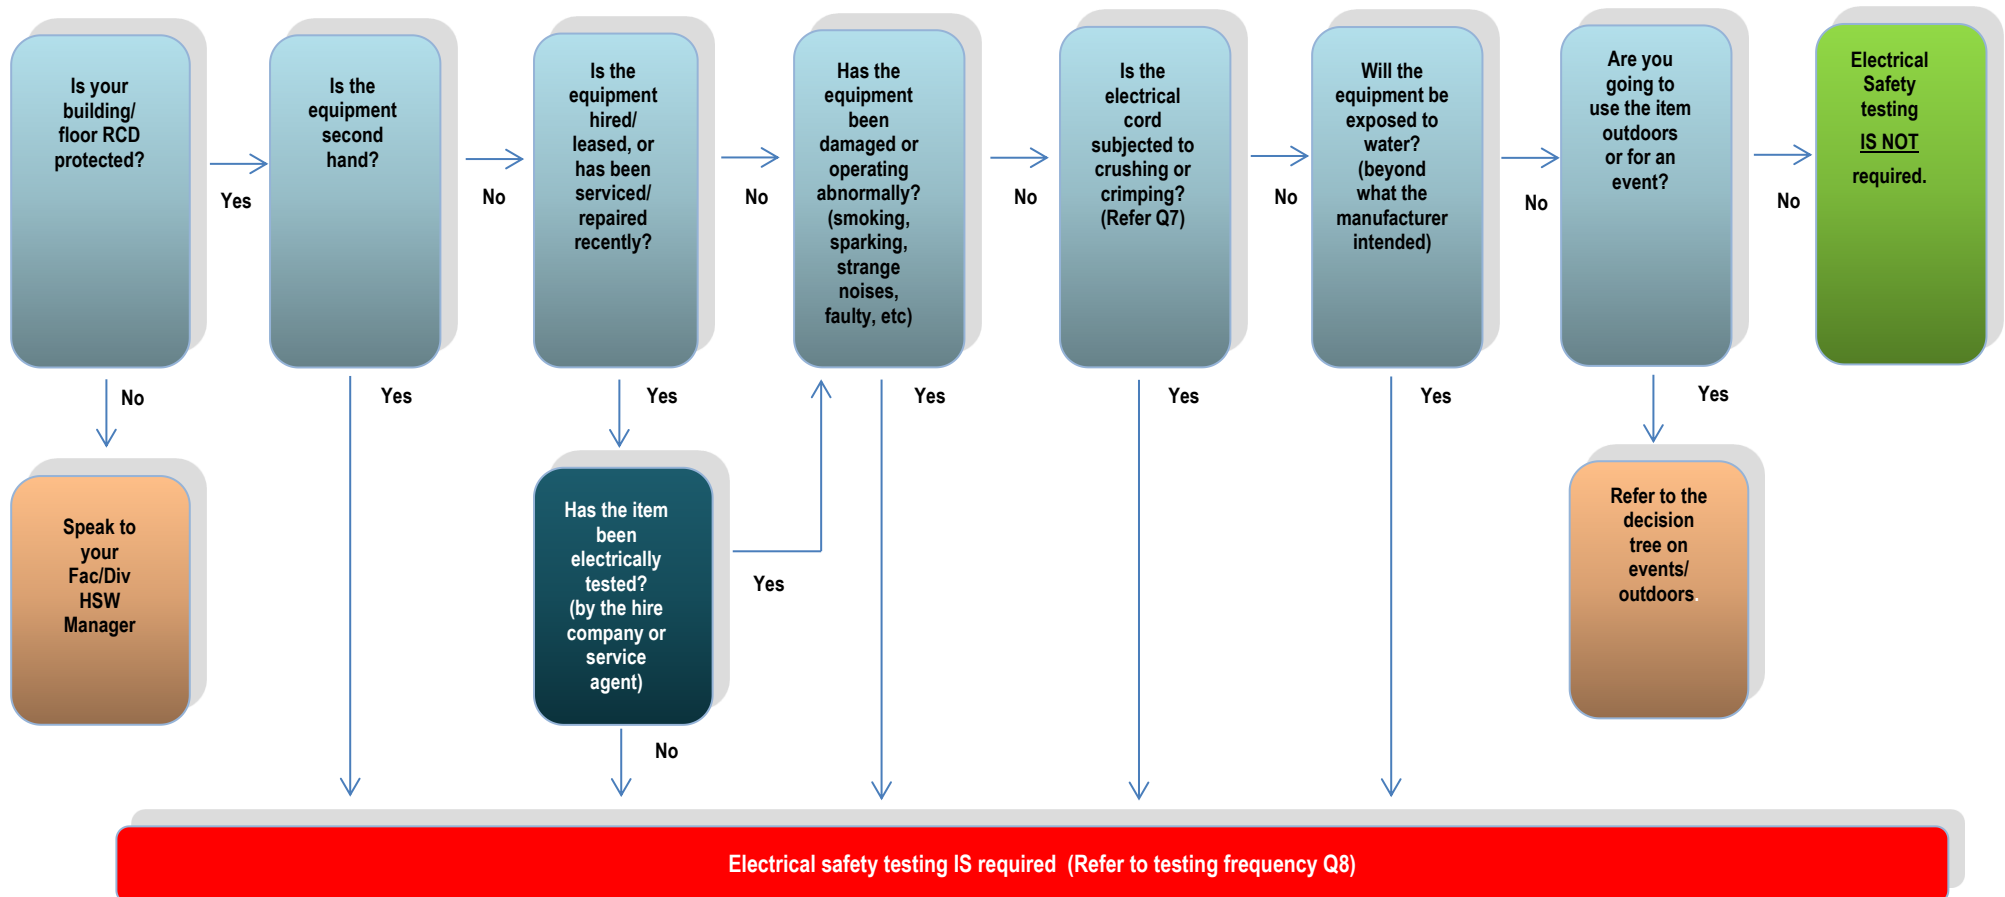 Is your
building/
floor RCD
protected?
Yes
No
Speak to
your
Fac/Div
HSW
Manager
Is the
equipment
second
hand?
No
Yes
Is the
equipment
hired/
leased, or
has been
serviced/
repaired
recently?
No
Yes
Has the item
been
electrically
tested?
(by the hire
company or
service
agent)
Yes
No
Has the
equipment
been
damaged or
operating
abnormally?
(smoking,
sparking,
strange
noises,
faulty, etc)
No
Yes
Is the
electrical
cord
subjected to
crushing or
crimping?
(Refer Q7)
No
Yes
Will the
equipment be
exposed to
water?
(beyond
what the
manufacturer
intended)
No
Yes
Are you
going to
use the item
outdoors
or for an
event?
No
Yes
Refer to the
decision
tree on
events/
outdoors.
Electrical
Safety
testing
IS NOT
required.
Electrical safety testing IS required (Refer to testing frequency Q8)